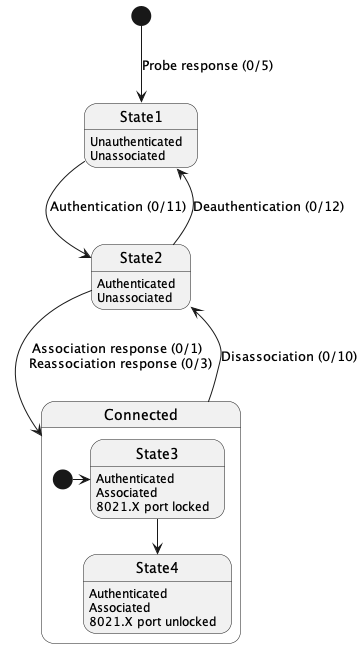 Probe response (0/5)
State1
Unauthenticated
Unassociated
Authentication (0/11)
Deauthentication (0/12)
State2
Authenticated
Unassociated
Association response (0/1)
Reassociation response (0/3)
Disassociation (0/10)
Connected
State3
Authenticated
Associated
8021.X port locked
State4
Authenticated
Associated
8021.X port unlocked